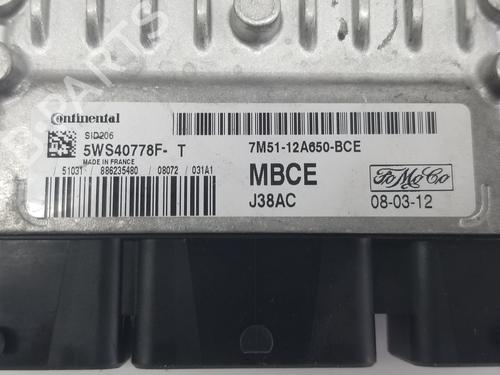 Continental
SID206
5WS40778F- T
MADE IN FRANCE
51031 886235480 08072 031A1
7M51-12A650-BCE
MBCE
J38AC
FoMoCo
08-03-12